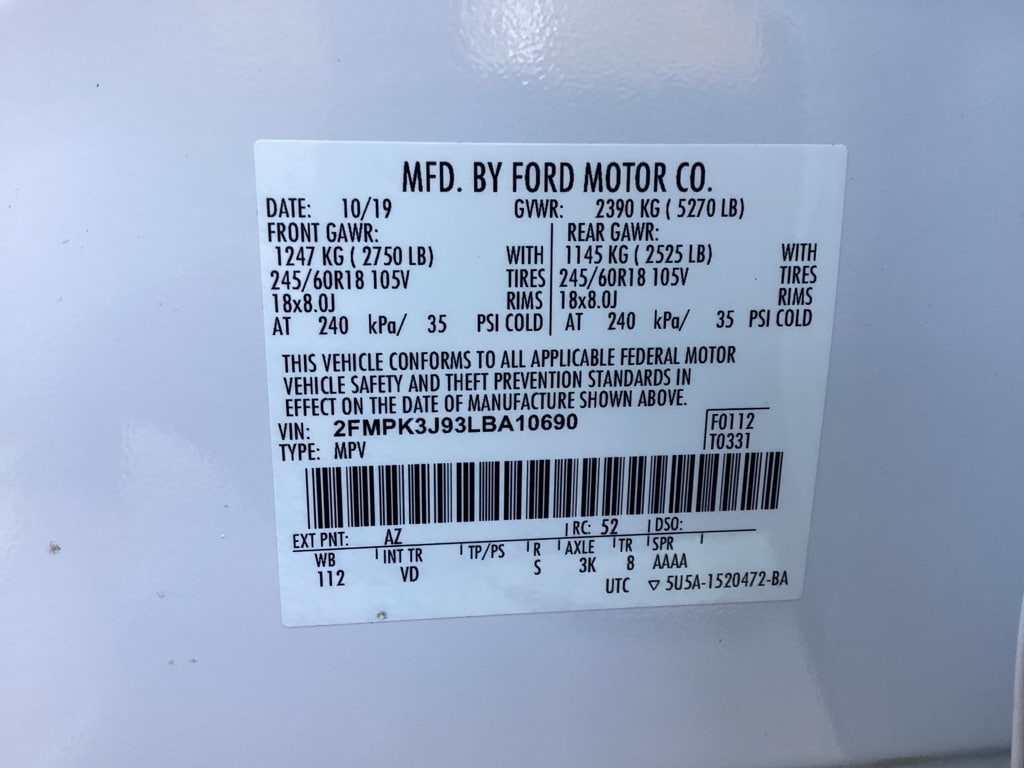 MFD. BY FORD MOTOR CO.
DATE: 10/19 GVWR: 2390 KG ( 5270 LB)
FRONT GAWR: REAR GAWR:
1247 KG ( 2750 LB) WITH 1145 KG ( 2525 LB) WITH
245/60R18 105V TIRES 245/60R18 105V TIRES
18x8.0J RIMS 18x8.0J RIMS
AT 240 kPa/ 35 PSI COLD AT 240 kPa/ 35 PSI COLD
THIS VEHICLE CONFORMS TO ALL APPLICABLE FEDERAL MOTOR
VEHICLE SAFETY AND THEFT PREVENTION STANDARDS IN
EFFECT ON THE DATE OF MANUFACTURE SHOWN ABOVE.
VIN: 2FMPK3J93LBA10690 F0112
TYPE: MPV T0331
EXT PNT: AZ RC: 52 DSO:
WB INT TR TP/PS R AXLE TR SPR
112 VD S 3K 8 AAAA
UTC ▽ 5U5A-1520472-BA